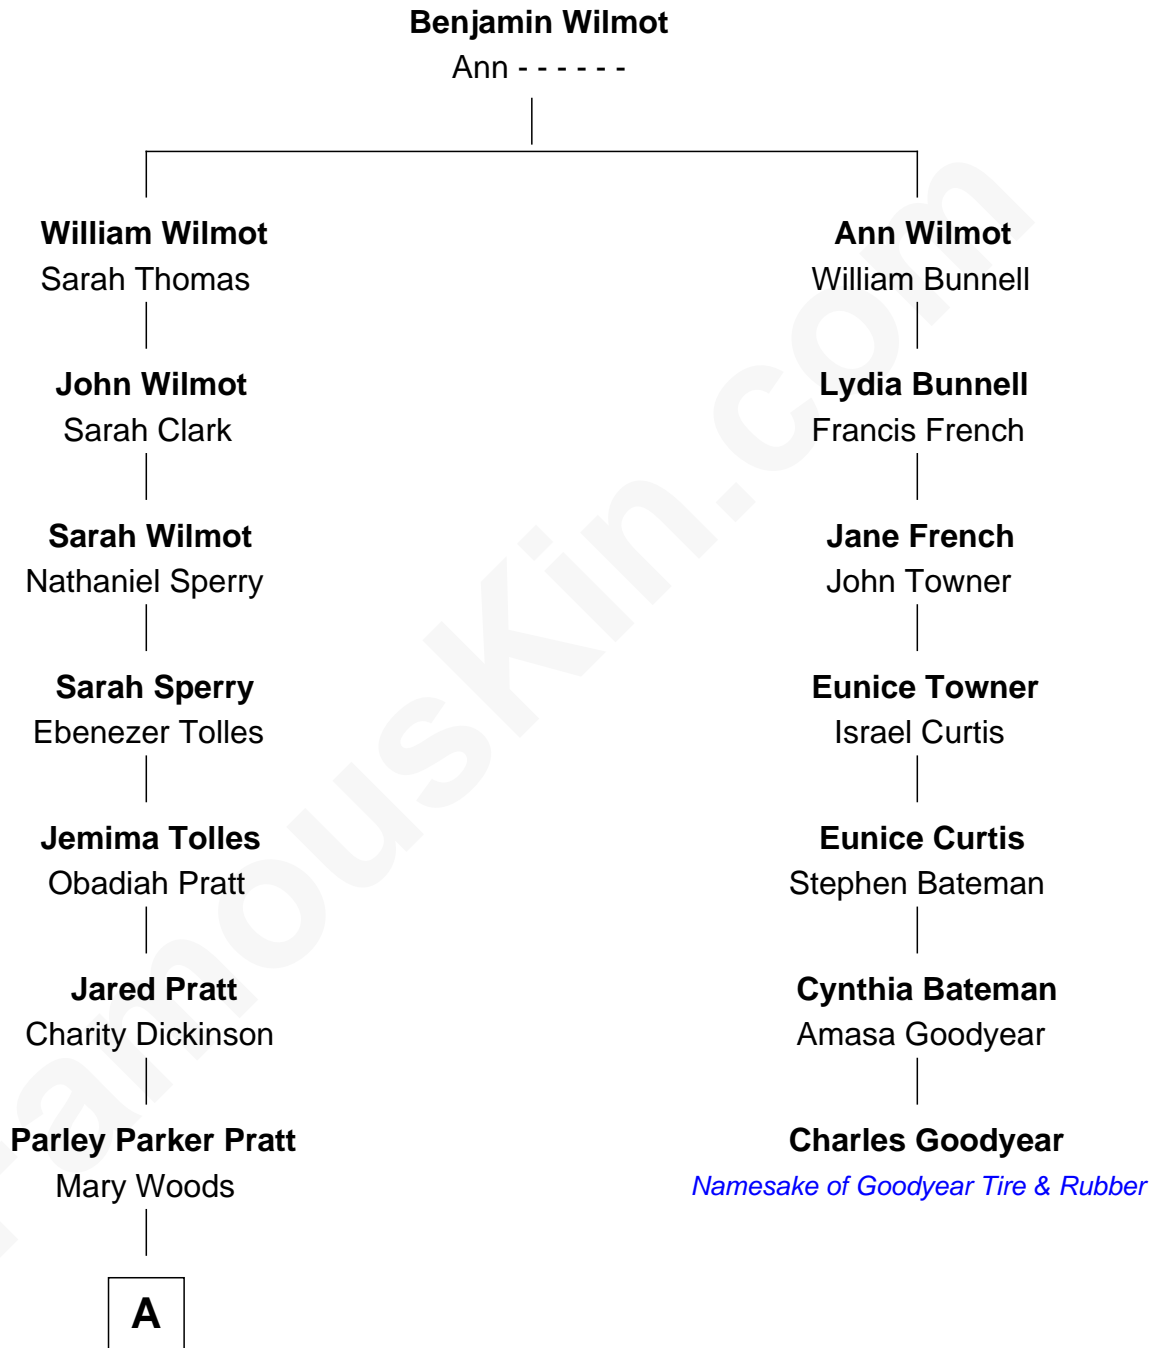 Benjamin Wilmot
Ann - - - - - -
William Wilmot
Sarah Thomas
John Wilmot
Sarah Clark
Sarah Wilmot
Nathaniel Sperry
Sarah Sperry
Ebenezer Tolles
Jemima Tolles
Obadiah Pratt
Jared Pratt
Charity Dickinson
Parley Parker Pratt
Mary Woods
A
Ann Wilmot
William Bunnell
Lydia Bunnell
Francis French
Jane French
John Towner
Eunice Towner
Israel Curtis
Eunice Curtis
Stephen Bateman
Cynthia Bateman
Amasa Goodyear
Charles Goodyear
Namesake of Goodyear Tire & Rubber
FamousKin.com